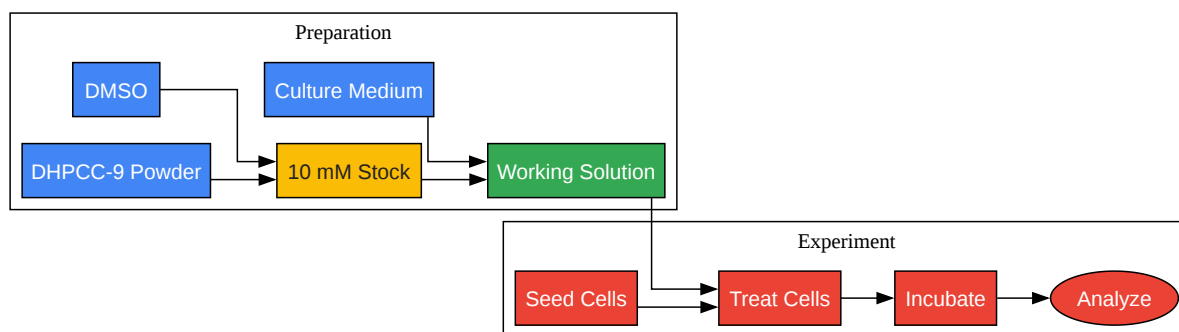 Preparation
DMSO
Culture Medium
DHPCC-9 Powder
10 mM Stock
Working Solution
Experiment
Seed Cells
Treat Cells
Incubate
Analyze